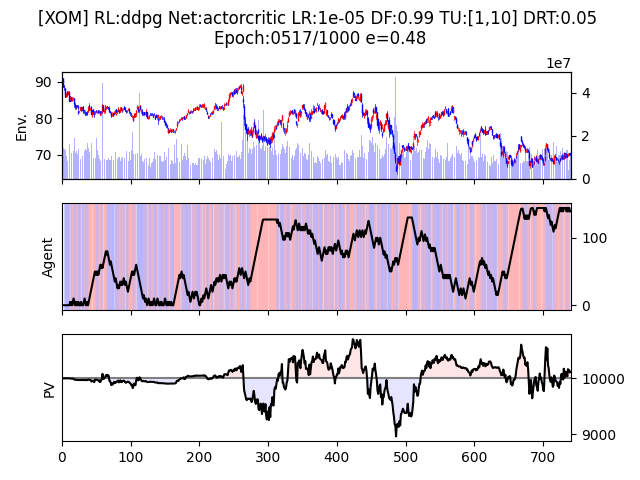 [XOM] RL:ddpg Net:actorcritic LR:1e-05 DF:0.99 TU:[1,10] DRT:0.05
Epoch:0517/1000 e=0.48
1e7
90
80
70
Env.
4
2
0
Agent
100
0
PV
10000
9000
0 100 200 300 400 500 600 700